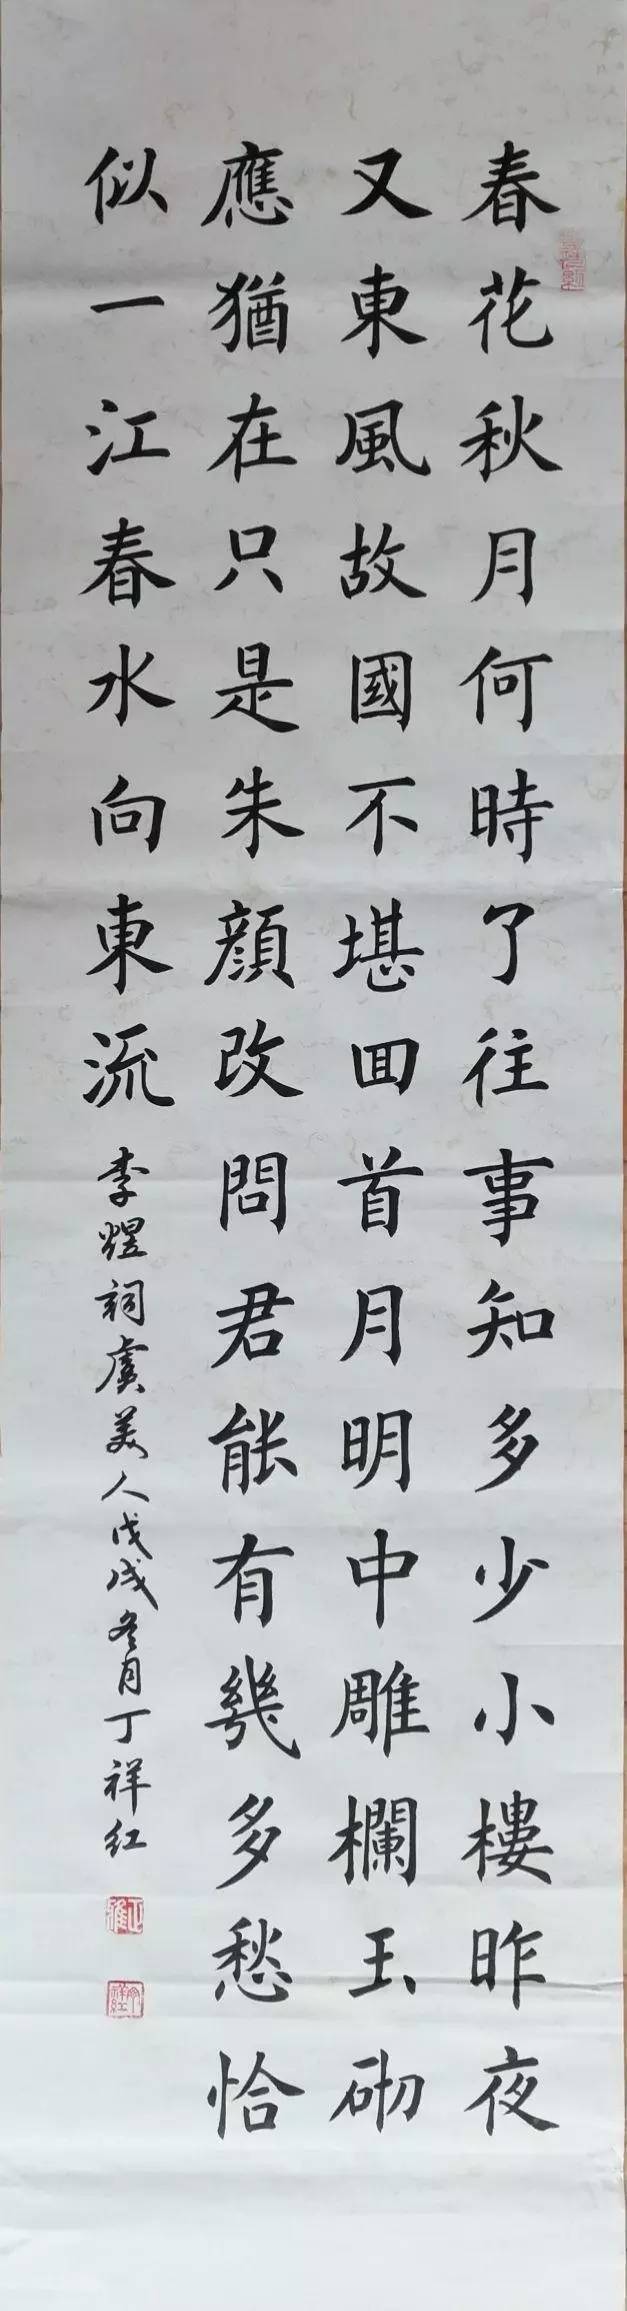 春花秋月何時了往事知多少小樓昨夜
又東風故國不堪回首月明中雕欄玉砌
應猶在只是朱顏改問君能有幾多愁恰
似一江春水向東流
李煜詞虞美人戊戌冬月丁祥红